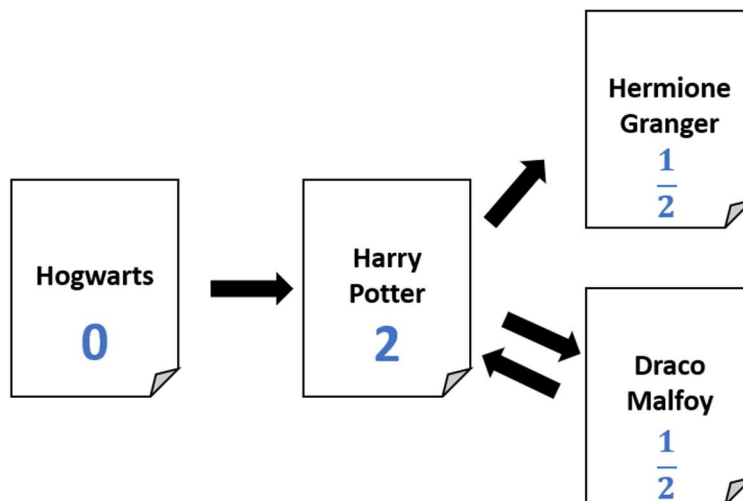 Hogwarts
0
Harry
Potter
2
Hermione
Granger
1
2
Draco
Malfoy
1
2